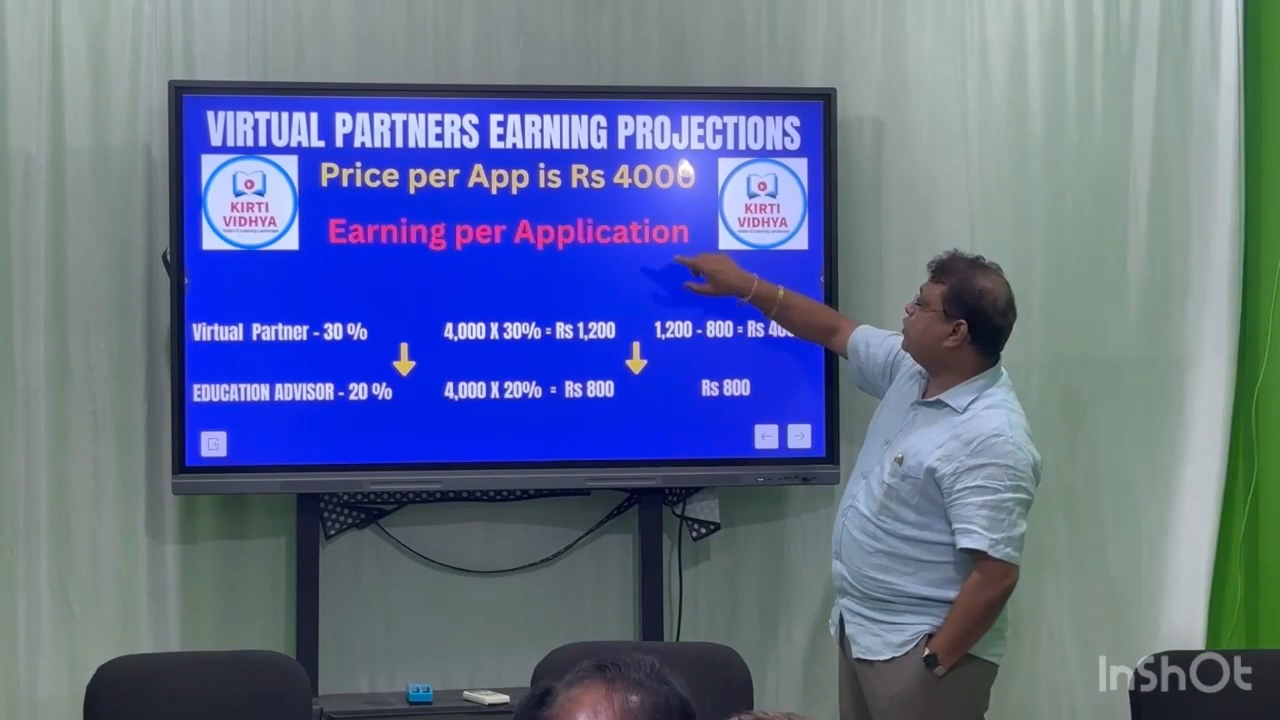 VIRTUAL PARTNERS EARNING PROJECTIONS
Price per App is Rs 4000
KIRTI
VIDHYA
KIRTI
VIDHYA
Earning per Application
Virtual Partner - 30 % 4,000 X 30% = Rs 1,200 1,200 - 800 = Rs
EDUCATION ADVISOR - 20 % 4,000 X 20% = Rs 800 Rs 800
InShOt